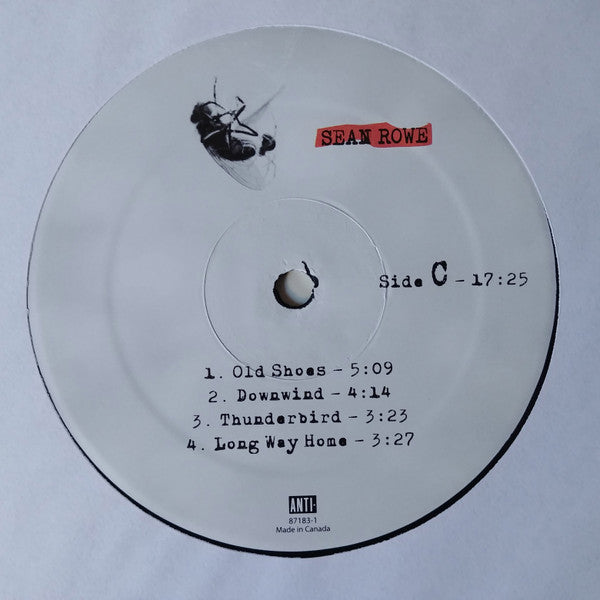 SEAN ROWE
Side C - 17:25
1. Old Shoes - 5:09
2. Downwind - 4:14
3. Thunderbird - 3:23
4. Long Way Home - 3:27
ANTI-
87183-1
Made in Canada